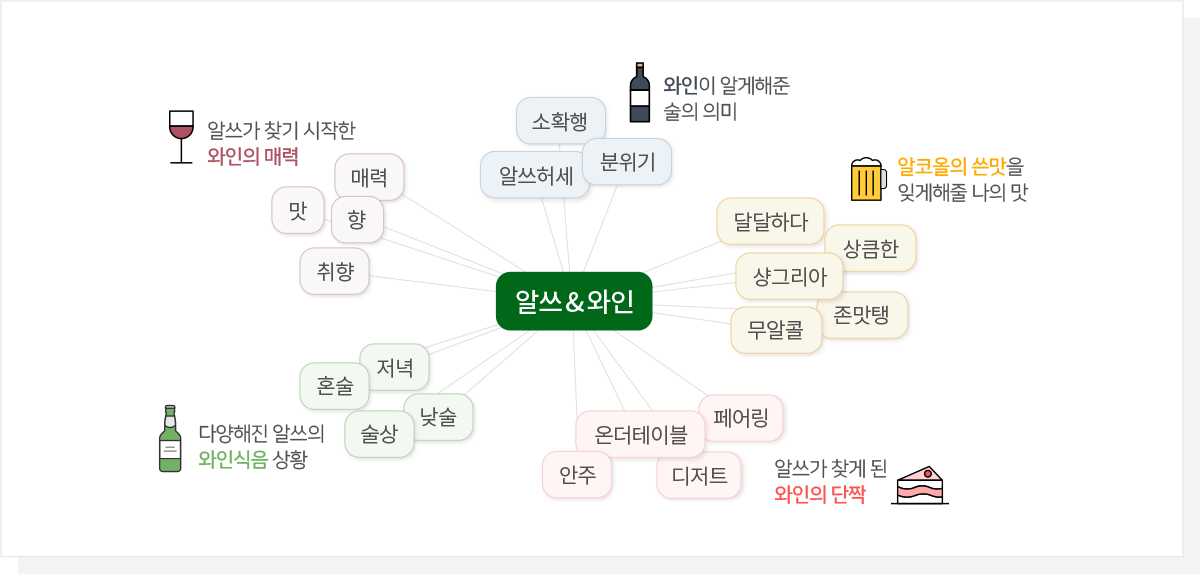 와인이 알게해준
술의 의미
소확행
알쓰허세
분위기
알쓰가 찾기 시작한
와인의 매력
매력
맛
향
취향
알코올의 쓴맛을
잊게해줄 나의 맛
달달하다
상큼한
샹그리아
존맛탱
무알콜
알쓰&와인
저녁
혼술
낮술
술상
다양해진 알쓰의
와인식음 상황
페어링
온더테이블
안주
디저트
알쓰가 찾게 된
와인의 단짝